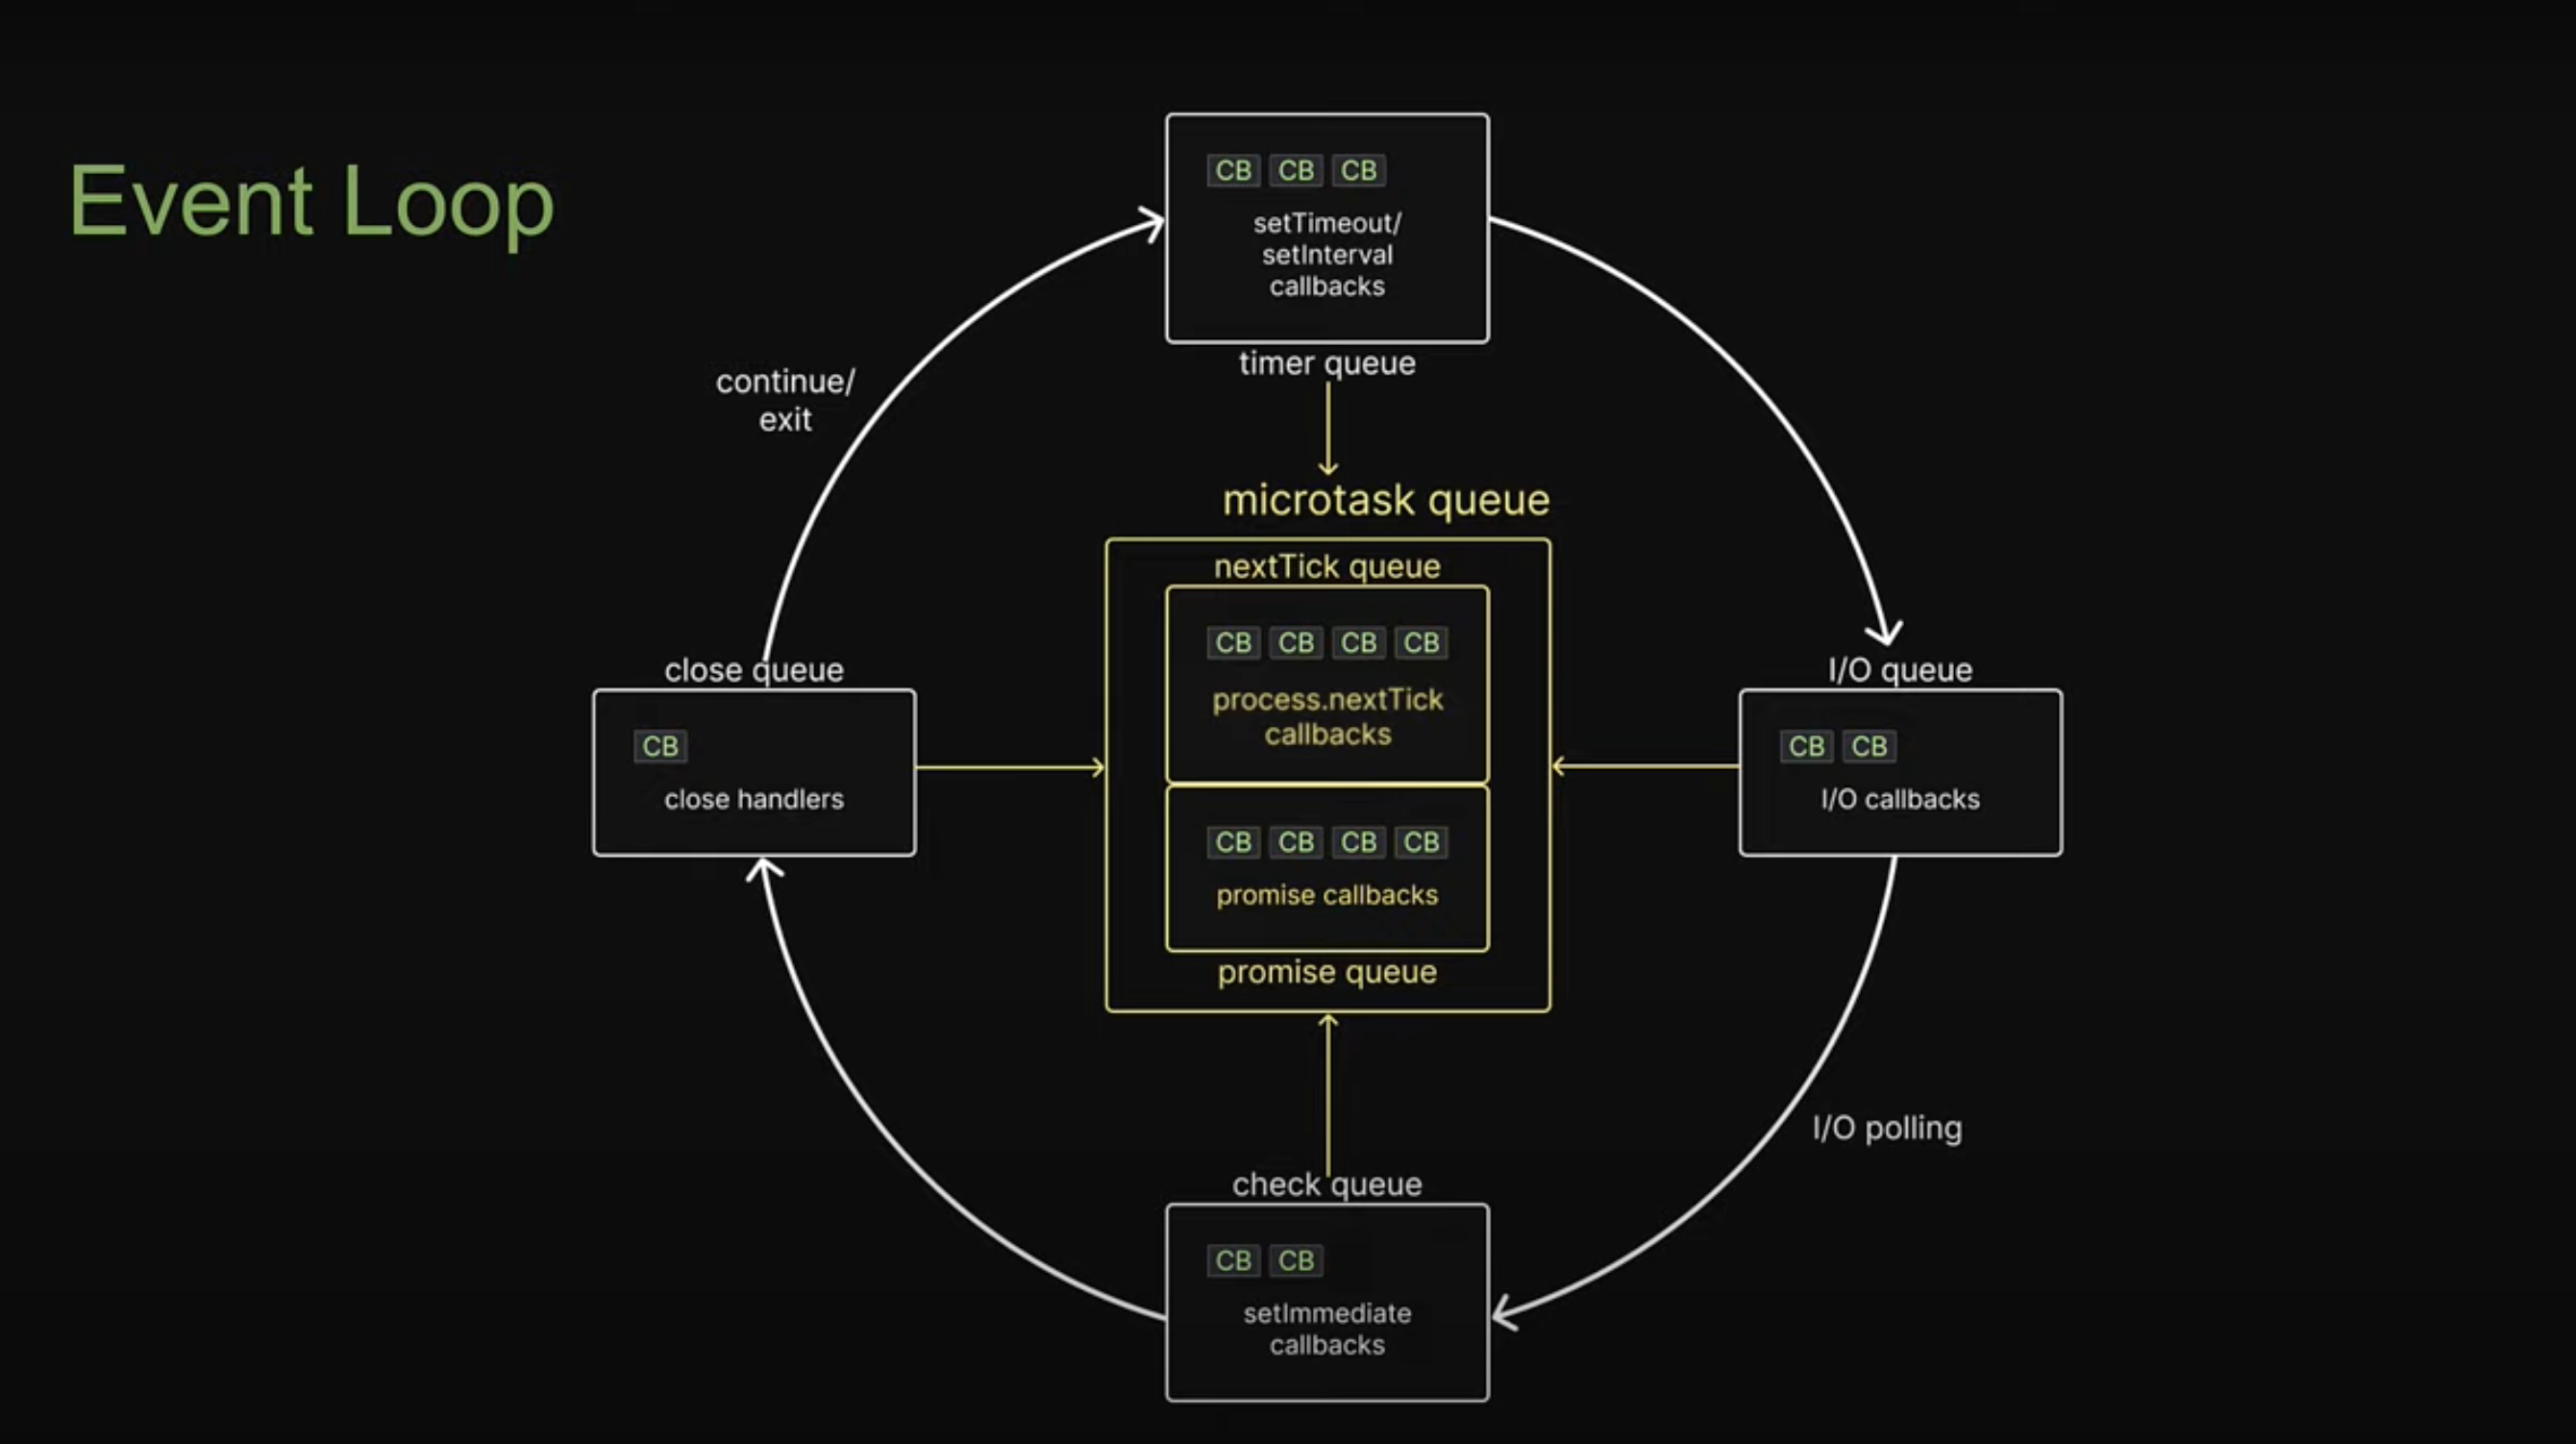 Event Loop
CB CB CB
setTimeout/
setInterval
callbacks
timer queue
continue/
exit
microtask queue
nextTick queue
CB CB CB CB
process.nextTick
callbacks
CB CB CB CB
promise callbacks
promise queue
close queue
CB
close handlers
I/O queue
CB CB
I/O callbacks
I/O polling
check queue
CB CB
setImmediate
callbacks